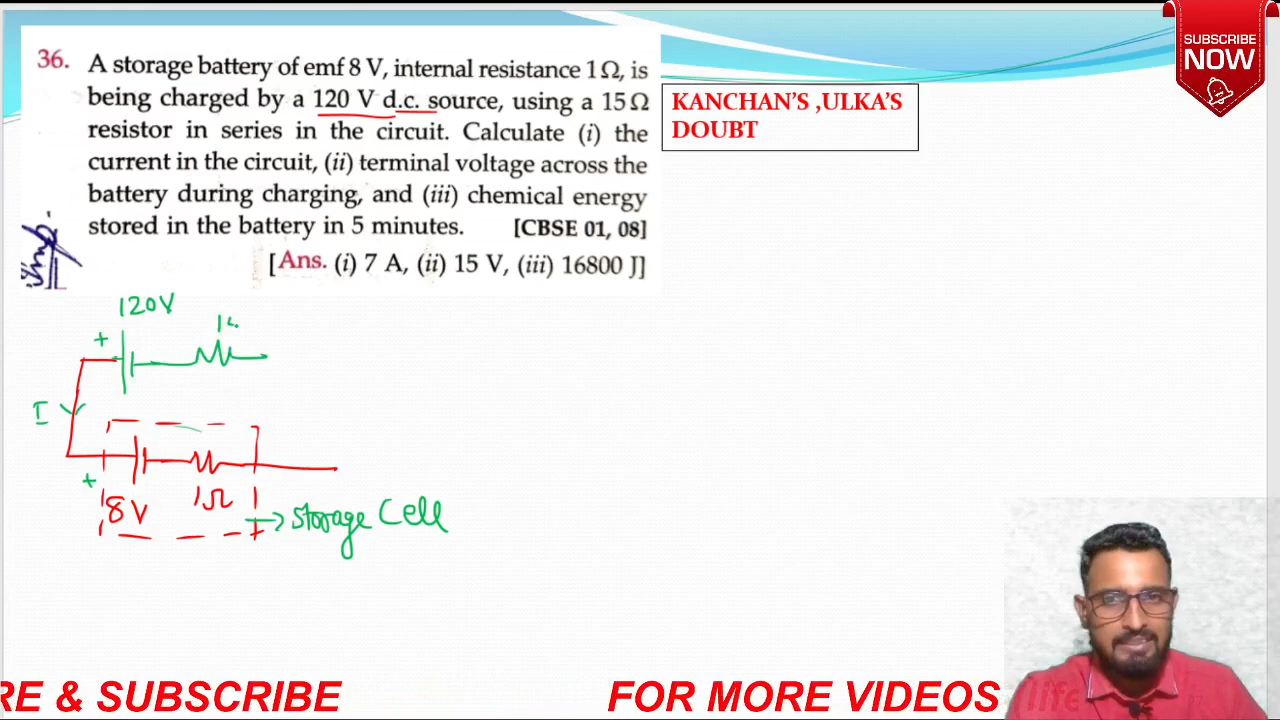 SUBSCRIBE
NOW
36. A storage battery of emf 8 V, internal resistance 1 Ω, is
being charged by a 120 V d.c. source, using a 15 Ω
resistor in series in the circuit. Calculate (i) the
current in the circuit, (ii) terminal voltage across the
battery during charging, and (iii) chemical energy
stored in the battery in 5 minutes. [CBSE 01, 08]
[Ans. (i) 7 A, (ii) 15 V, (iii) 16800 J]
KANCHAN'S ,ULKA'S
DOUBT
120V
+
I
+
8V 1Ω
→ Storage Cell
RE & SUBSCRIBE FOR MORE VIDEOS